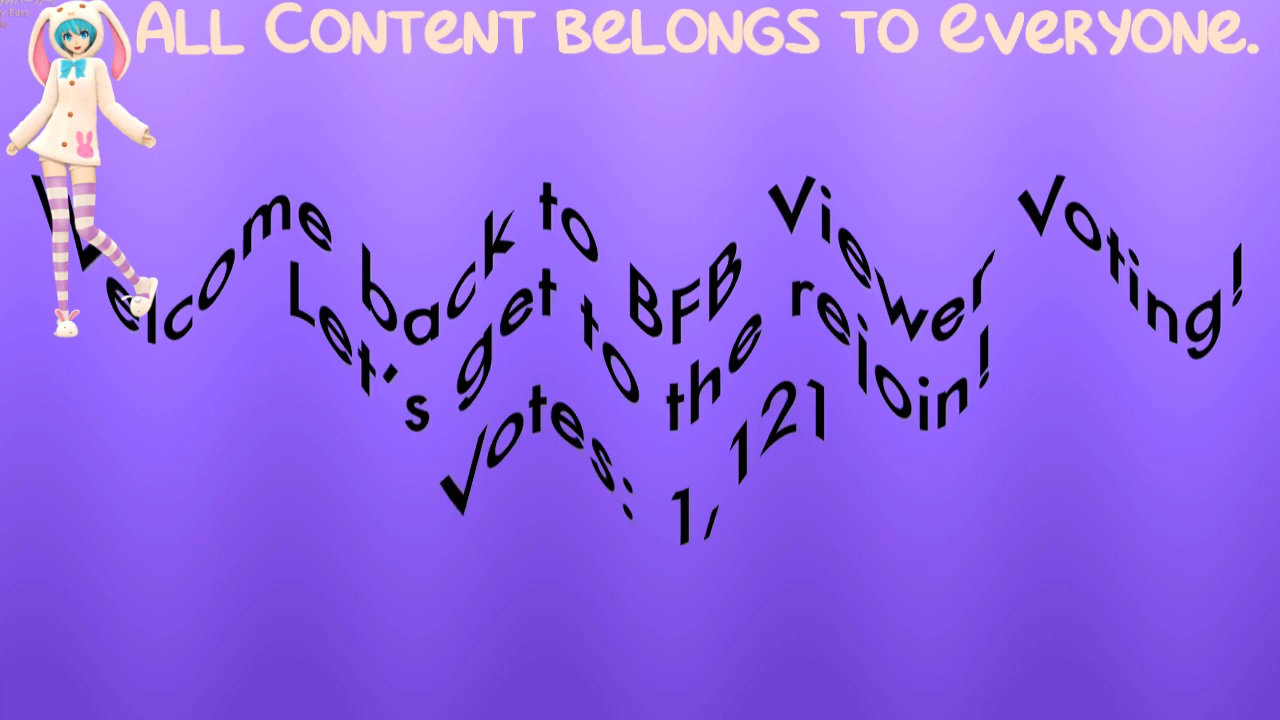 ALL CONTENT BELONGS TO EVERYONE.
Welcome back to BFB Viewer Voting!
Let's get to the rejoin!
Votes: 1,121